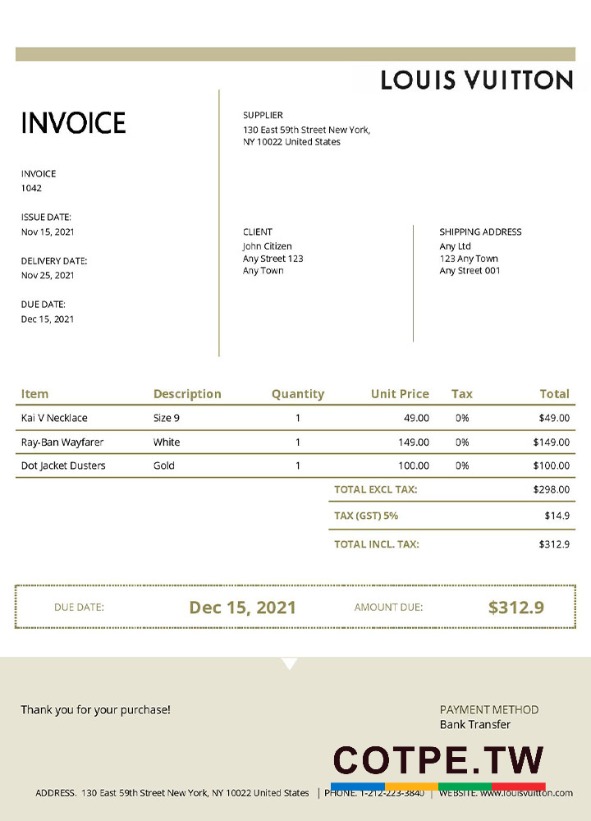 LOUIS VUITTON
INVOICE
SUPPLIER
130 East 59th Street New York,
NY 10022 United States
INVOICE
1042
ISSUE DATE:
Nov 15, 2021
DELIVERY DATE:
Nov 25, 2021
DUE DATE:
Dec 15, 2021
CLIENT
John Citizen
Any Street 123
Any Town
SHIPPING ADDRESS
Any Ltd
123 Any Town
Any Street 001
Item Description Quantity Unit Price Tax Total
Kai V Necklace Size 9 1 49.00 0% $49.00
Ray-Ban Wayfarer White 1 149.00 0% $149.00
Dot Jacket Dusters Gold 1 100.00 0% $100.00
TOTAL EXCL TAX: $298.00
TAX (GST) 5% $14.9
TOTAL INCL. TAX: $312.9
DUE DATE: Dec 15, 2021 AMOUNT DUE: $312.9
Thank you for your purchase!
PAYMENT METHOD
Bank Transfer
COTPE.TW
ADDRESS. 130 East 59th Street New York, NY 10022 United States | PHONE. 1-212-223-3840 | WEBSITE. www.louisvuitton.com